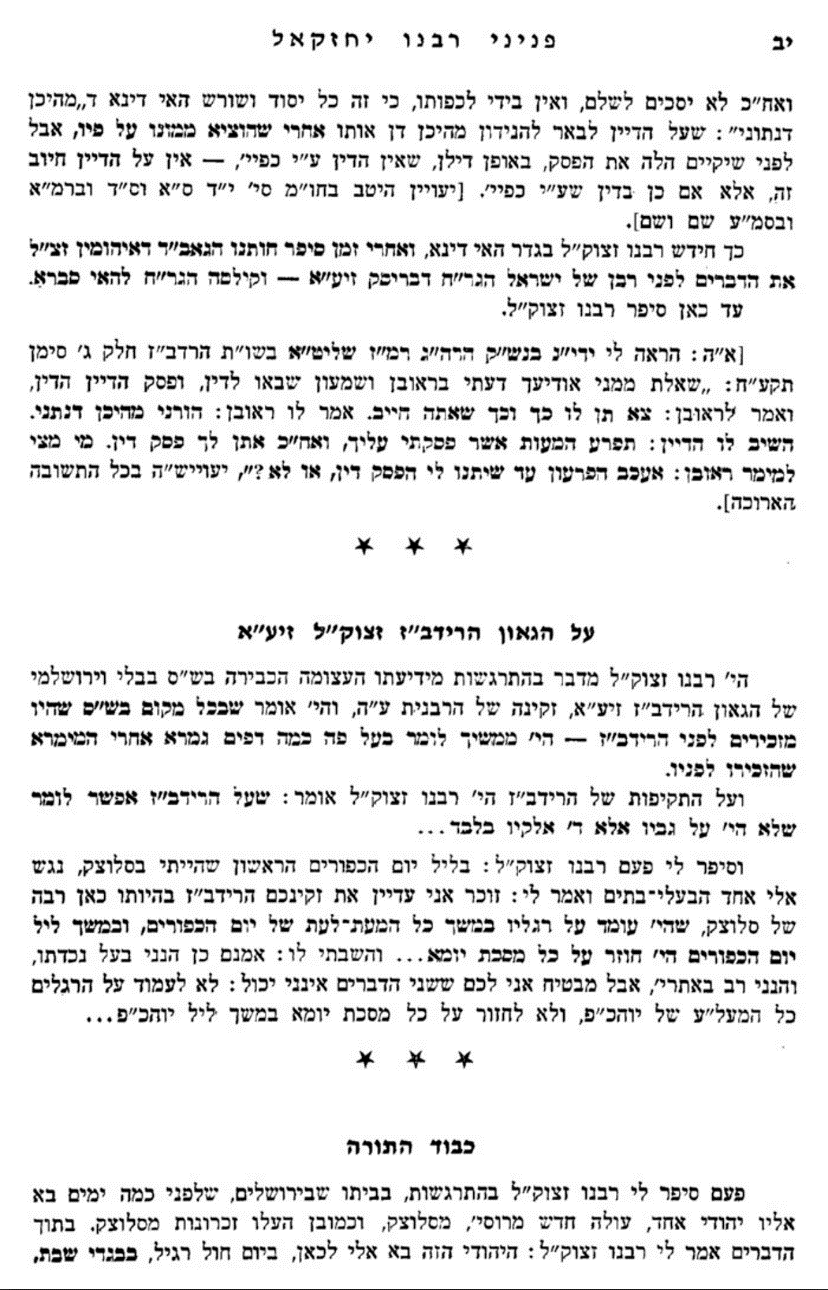 יב
פניני רבנו יחזקאל
ואח״כ לא יסכים לשלם, ואין בידי לכפותו, כי זה כל יסוד ושורש האי דינא ד„מהיכן
דנתוני״: שעל הדיין לבאר להנידון מהיכן דן אותו אחרי שהוציא ממונו על פיו, אבל
לפני שיקיים הלה את הפסק, באופן דילן, שאין הדין ע״י כפיי׳, — אין על הדיין חיוב
זה, אלא אם כן בדין שע״י כפיי׳. [יעויין היטב בחו״מ סי׳ י״ד ס״א וס״ד וברמ״א
ובסמ״ע שם ושם].
כך חידש רבנו זצוק״ל בגדר האי דינא, ואחרי זמן סיפר חותנו הגאב״ד דאיהומין זצ״ל
את הדברים לפני רבן של ישראל הגר״ח דבריסק זיע״א — וקילסה הגר״ח להאי סברא.
עד כאן סיפר רבנו זצוק״ל.
[א״ה: הראה לי ידי״נ בנש״ק הרה״ג רמ״ז שליט״א בשו״ת הרדב״ז חלק ג׳ סימן
תקע״ח: „שאלת ממני אודיעך דעתי בראובן ושמעון שבאו לדין, ופסק הדיין הדין,
ואמר לראובן: צא תן לו כך וכך שאתה חייב. אמר לו ראובן: הורני מהיכן דנתני.
השיב לו הדיין: תפרע המעות אשר פסקתי עליך, ואח״כ אתן לך פסק דין. מי מצי
למימר ראובן: אעכב הפרעון עד שיתנו לי הפסק דין, או לא?״, יעוייש״ה בכל התשובה
הארוכה].
★ ★ ★
על הגאון הרידב״ז זצוק״ל זיע״א
הי׳ רבנו זצוק״ל מדבר בהתרגשות מידיעתו העצומה הכבירה בש״ס בבלי וירושלמי
של הגאון הרידב״ז זיע״א, זקינה של הרבנית ע״ה, והי׳ אומר שבכל מקום בש״ס שהיו
מזכירים לפני הרידב״ז — הי׳ ממשיך לומר בעל פה כמה דפים גמרא אחרי המימרא
שהזכירו לפניו.
ועל התקיפות של הרידב״ז הי׳ רבנו זצוק״ל אומר: שעל הרידב״ז אפשר לומר
שלא הי׳ על גביו אלא ד׳ אלקיו בלבד...
וסיפר לי פעם רבנו זצוק״ל: בליל יום הכפורים הראשון שהייתי בסלוצק, נגש
אלי אחד הבעלי־בתים ואמר לי: זוכר אני עדיין את זקינכם הרידב״ז בהיותו כאן רבה
של סלוצק, שהי׳ עומד על רגליו במשך כל המעת־לעת של יום הכפורים, ובמשך ליל
יום הכפורים הי׳ חוזר על כל מסכת יומא... והשבתי לו: אמנם כן הנני בעל נכדתו,
והנני רב באתרי׳, אבל מבטיח אני לכם ששני הדברים אינני יכול: לא לעמוד על הרגלים
כל המעל״ע של יוהכ״פ, ולא לחזור על כל מסכת יומא במשך ליל יוהכ״פ...
★ ★ ★
כבוד התורה
פעם סיפר לי רבנו זצוק״ל בהתרגשות, בביתו שבירושלים, שלפני כמה ימים בא
אליו יהודי אחד, עולה חדש מרוסי׳, מסלוצק, וכמובן העלו זכרונות מסלוצק. בתוך
הדברים אמר לי רבנו זצוק״ל: היהודי הזה בא אלי לכאן, ביום חול רגיל, בבגדי שבת,